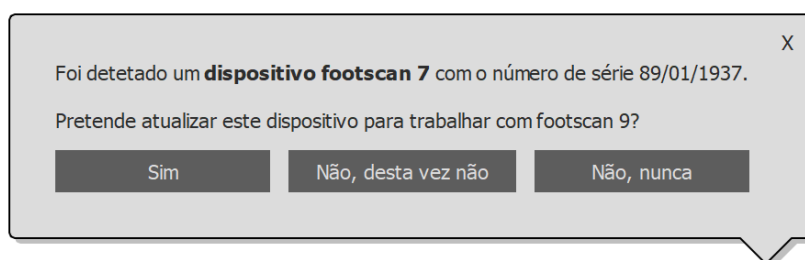 X
Foi detetado um dispositivo footscan 7 com o número de série 89/01/1937.
Pretende atualizar este dispositivo para trabalhar com footscan 9?
Sim
Não, desta vez não
Não, nunca